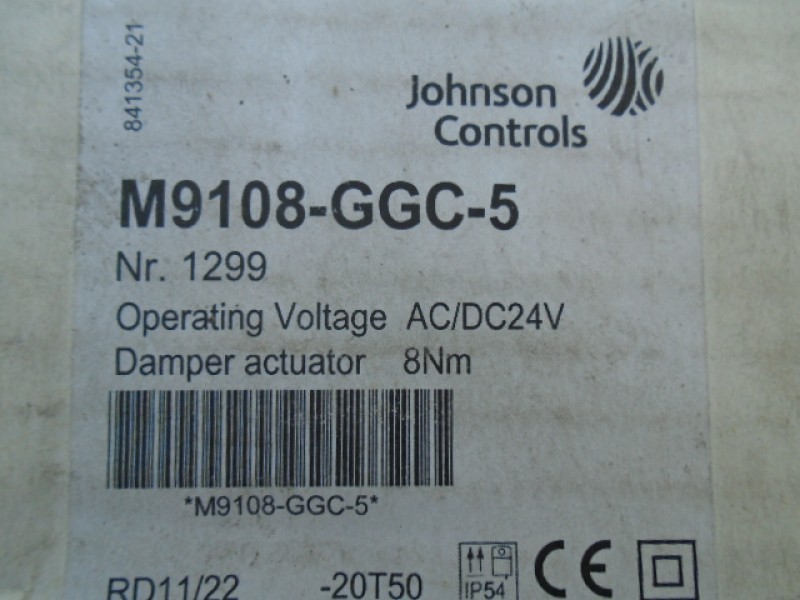 841354-21
Johnson
Controls
M9108-GGC-5
Nr. 1299
Operating Voltage AC/DC24V
Damper actuator 8Nm
*M9108-GGC-5*
RD11/22 -20T50 IP54 CE